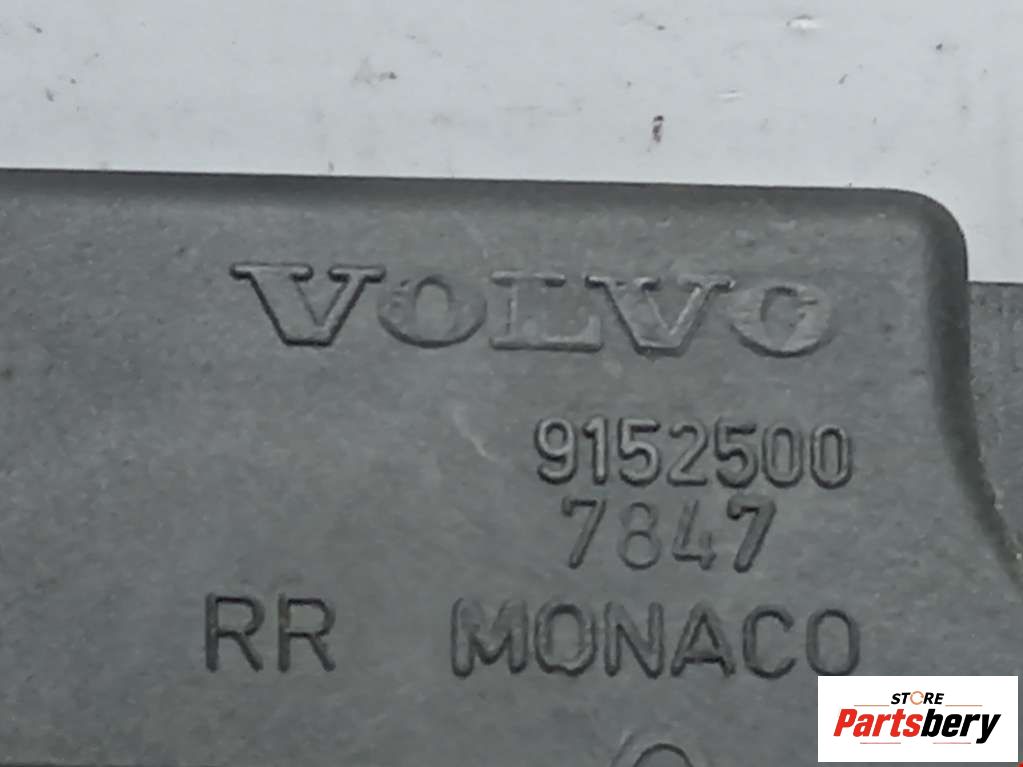 VOLVO
9152500
7847
RR MONACO
STORE
Partsbery